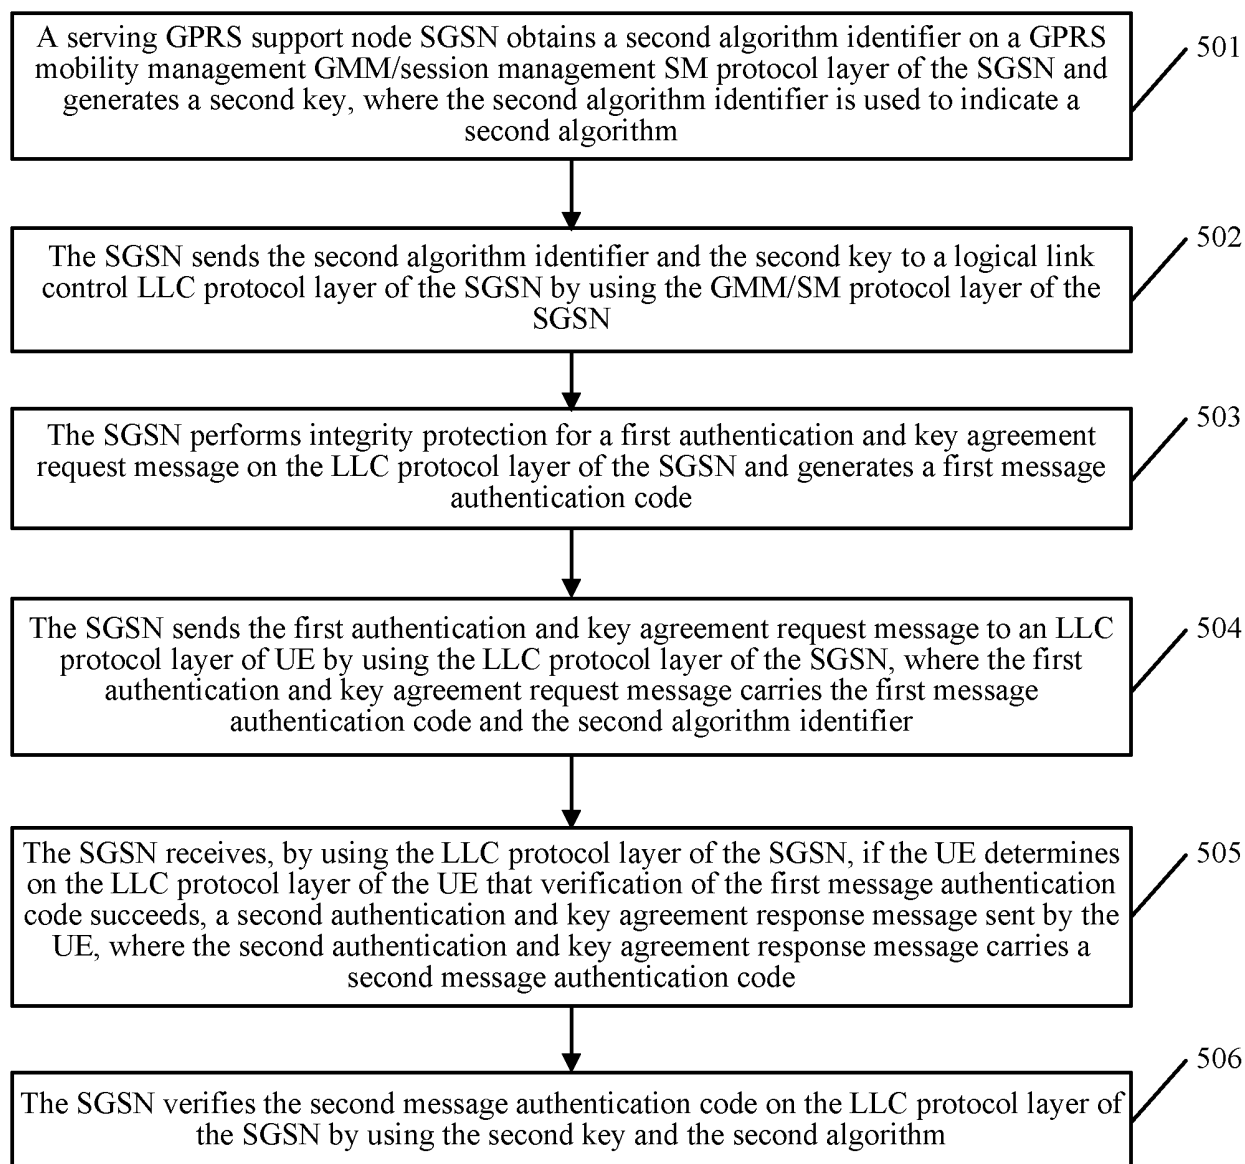 A serving GPRS support node SGSN obtains a second algorithm identifier on a GPRS
mobility management GMM/session management SM protocol layer of the SGSN and
generates a second key, where the second algorithm identifier is used to indicate a
second algorithm
501
The SGSN sends the second algorithm identifier and the second key to a logical link
control LLC protocol layer of the SGSN by using the GMM/SM protocol layer of the
SGSN
502
The SGSN performs integrity protection for a first authentication and key agreement
request message on the LLC protocol layer of the SGSN and generates a first message
authentication code
503
The SGSN sends the first authentication and key agreement request message to an LLC
protocol layer of UE by using the LLC protocol layer of the SGSN, where the first
authentication and key agreement request message carries the first message
authentication code and the second algorithm identifier
504
The SGSN receives, by using the LLC protocol layer of the SGSN, if the UE determines
on the LLC protocol layer of the UE that verification of the first message authentication
code succeeds, a second authentication and key agreement response message sent by the
UE, where the second authentication and key agreement response message carries a
second message authentication code
505
The SGSN verifies the second message authentication code on the LLC protocol layer of
the SGSN by using the second key and the second algorithm
506